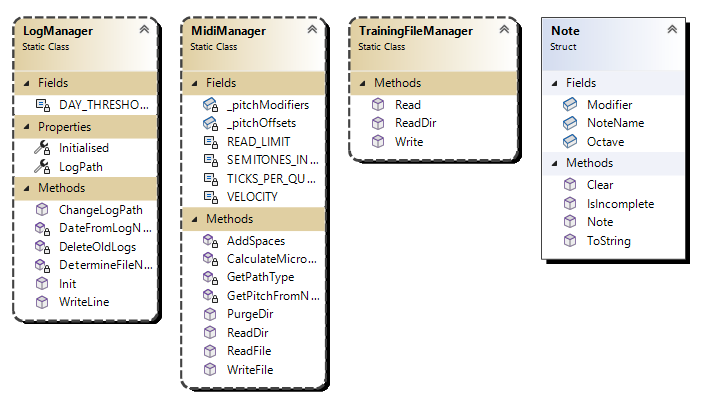 LogManager
Static Class
Fields
DAY_THRESHO...
Properties
Initialised
LogPath
Methods
ChangeLogPath
DateFromLogN...
DeleteOldLogs
DetermineFileN...
Init
WriteLine
MidiManager
Static Class
Fields
_pitchModifiers
_pitchOffsets
READ_LIMIT
SEMITONES_IN...
TICKS_PER_QU...
VELOCITY
Methods
AddSpaces
CalculateMicro...
GetPathType
GetPitchFromN...
PurgeDir
ReadDir
ReadFile
WriteFile
TrainingFileManager
Static Class
Methods
Read
ReadDir
Write
Note
Struct
Fields
Modifier
NoteName
Octave
Methods
Clear
IsIncomplete
Note
ToString